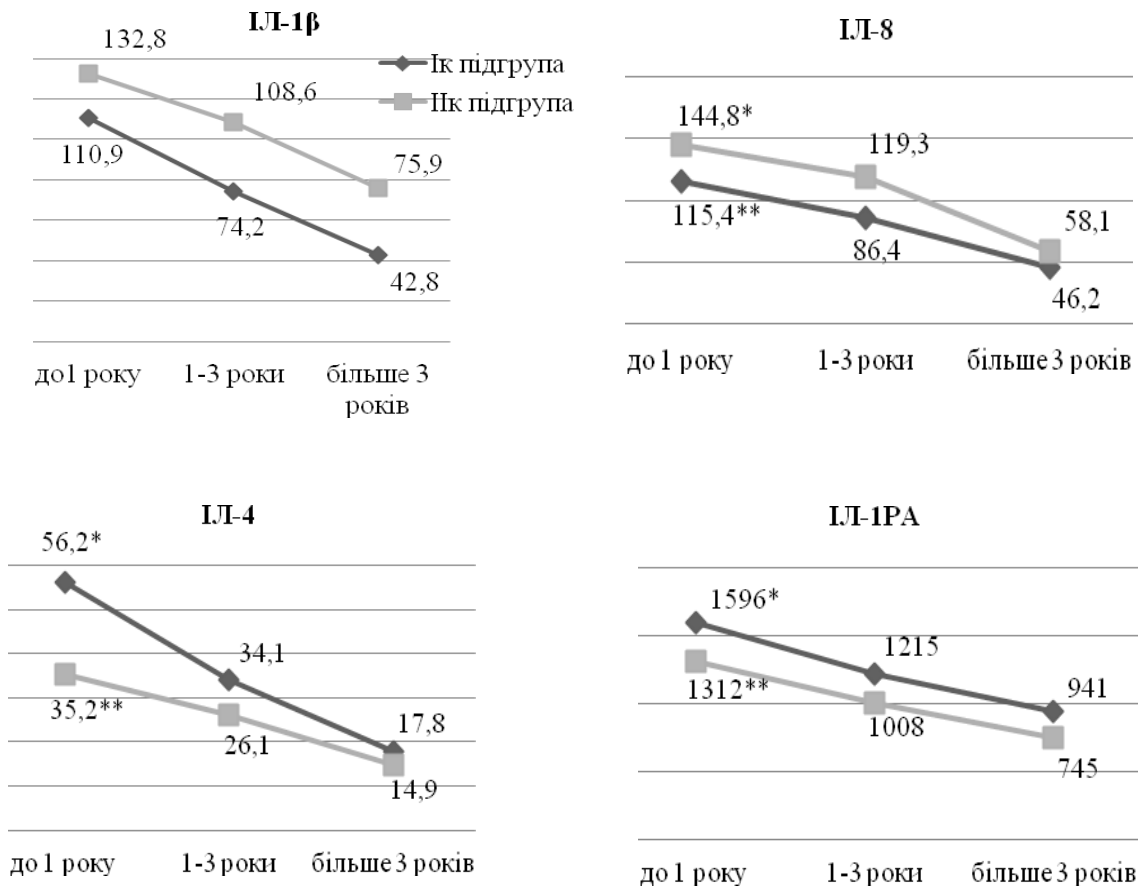 ІЛ-1β
132,8
108,6
75,9
110,9
74,2
42,8
Ік підгрупа
ІІк підгрупа
до1 року
1-3 роки
більше 3
років
ІЛ-8
144,8*
119,3
58,1
115,4**
86,4
46,2
до 1 року
1-3 роки
більше 3 років
ІЛ-4
56,2*
34,1
17,8
35,2**
26,1
14,9
до 1 року
1-3 роки
більше 3 років
ІЛ-1РА
1596*
1215
941
1312**
1008
745
до 1 року
1-3 роки
більше 3 років